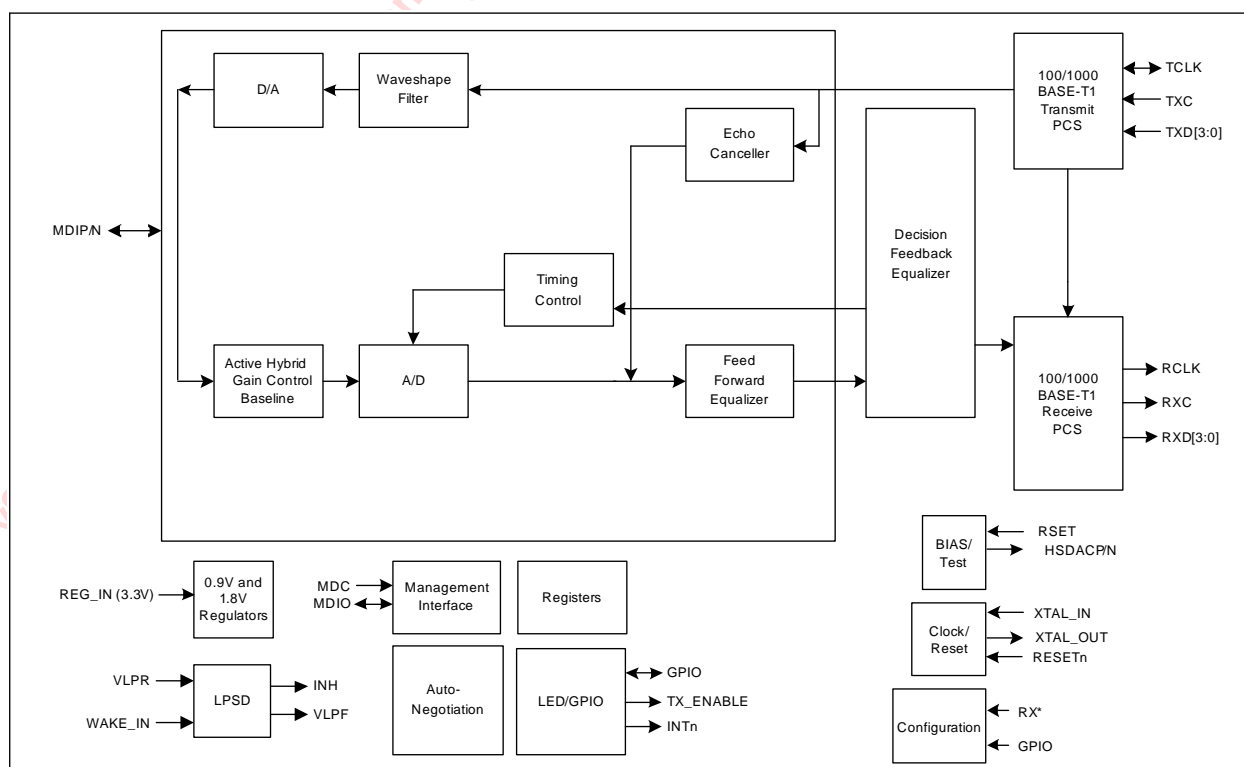 D/A
Waveshape
Filter
100/1000
BASE-T1
Transmit
PCS
TCLK
TXC
TXD[3:0]
Echo
Canceller
MDIP/N
Decision
Feedback
Equalizer
Timing
Control
Active Hybrid
Gain Control
Baseline
A/D
Feed
Forward
Equalizer
100/1000
BASE-T1
Receive
PCS
RCLK
RXC
RXD[3:0]
BIAS/
Test
RSET
HSDACP/N
REG_IN (3.3V)
0.9V and
1.8V
Regulators
MDC
MDIO
Management
Interface
Registers
Clock/
Reset
XTAL_IN
XTAL_OUT
RESETn
VLPR
WAKE_IN
LPSD
INH
VLPF
Auto-
Negotiation
LED/GPIO
GPIO
TX_ENABLE
INTn
Configuration
RX*
GPIO